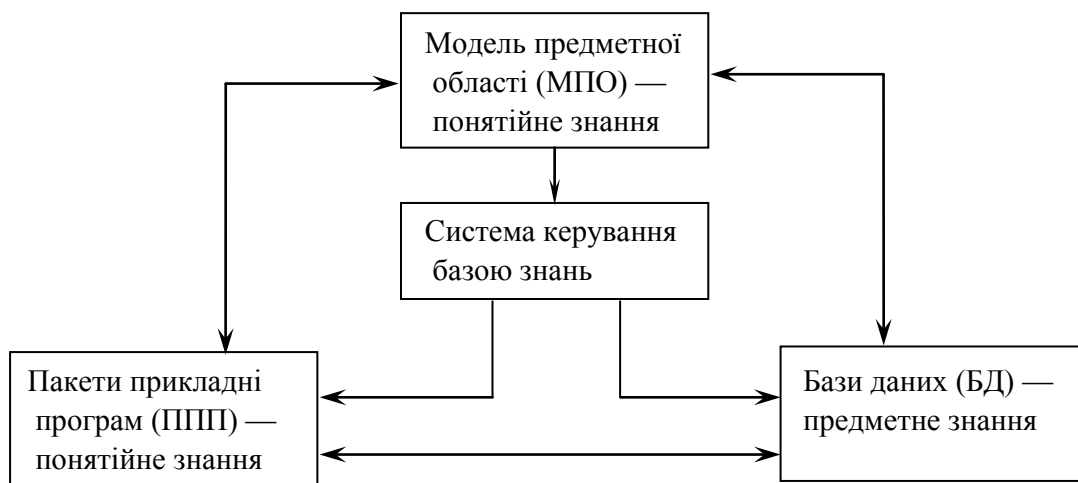 Модель предметної
області (МПО) —
понятійне знання
Система керування
базою знань
Пакети прикладні
програм (ППП) —
понятійне знання
Бази даних (БД) —
предметне знання